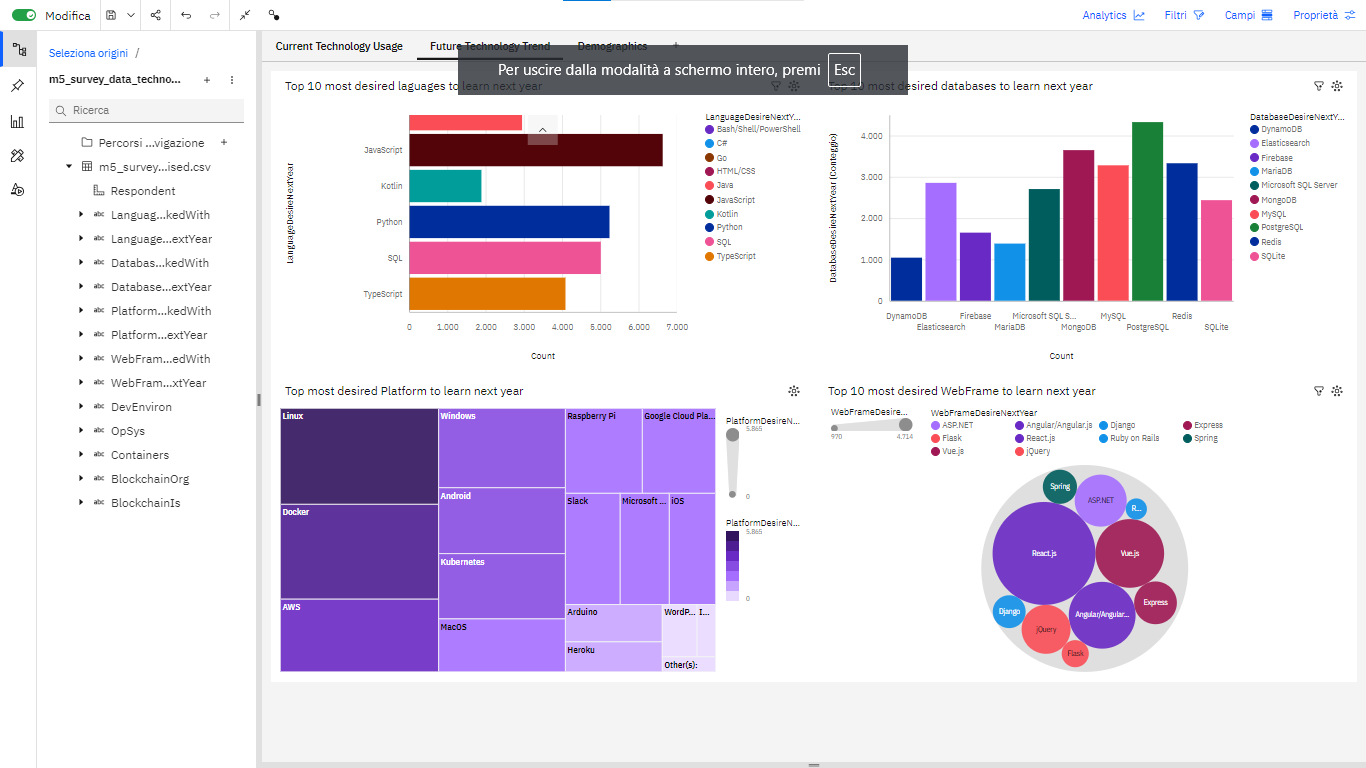 Modifica
Analytics
Filtri
Campi
Proprietà
Seleziona origini /
m5_survey_data_techno...
Ricerca
Percorsi ...vigazione
m5_survey...ised.csv
Respondent
Languag...kedWith
Language...extYear
Databas...kedWith
Database...extYear
Platform...kedWith
Platform...extYear
WebFram...edWith
WebFram...xtYear
DevEnviron
OpSys
Containers
BlockchainOrg
BlockchainIs
Current Technology Usage
Future Technology Trend
Demographics
Per uscire dalla modalità a schermo intero, premi Esc
Top 10 most desired laguages to learn next year
LanguageDesireNextYear
JavaScript
Kotlin
Python
SQL
TypeScript
0 1.000 2.000 3.000 4.000 5.000 6.000 7.000
Count
LanguageDesireNextY...
Bash/Shell/PowerShell
C#
Go
HTML/CSS
Java
JavaScript
Kotlin
Python
SQL
TypeScript
Top 10 most desired databases to learn next year
DatabaseDesireNextYear (Conteggio)
4.000
3.000
2.000
1.000
0
DynamoDB
Elasticsearch
Firebase
MariaDB
Microsoft SQL S...
MongoDB
MySQL
PostgreSQL
Redis
SQLite
Count
DatabaseDesireNextY...
DynamoDB
Elasticsearch
Firebase
MariaDB
Microsoft SQL Server
MongoDB
MySQL
PostgreSQL
Redis
SQLite
Top most desired Platform to learn next year
Linux
Docker
AWS
Windows
Android
Kubernetes
MacOS
Raspberry Pi
Google Cloud Pla...
Slack
Microsoft ...
iOS
Arduino
Heroku
WordP...
I...
Other(s):
PlatformDesireN...
5.865
0
PlatformDesireN...
5.865
0
Top 10 most desired WebFrame to learn next year
WebFrameDesire...
970 4.714
WebFrameDesireNextYear
ASP.NET
Angular/Angular.js
Django
Express
Flask
React.js
Ruby on Rails
Spring
Vue.js
jQuery
Spring
ASP.NET
R...
React.js
Vue.js
Django
jQuery
Angular/Angular...
Express
Flask